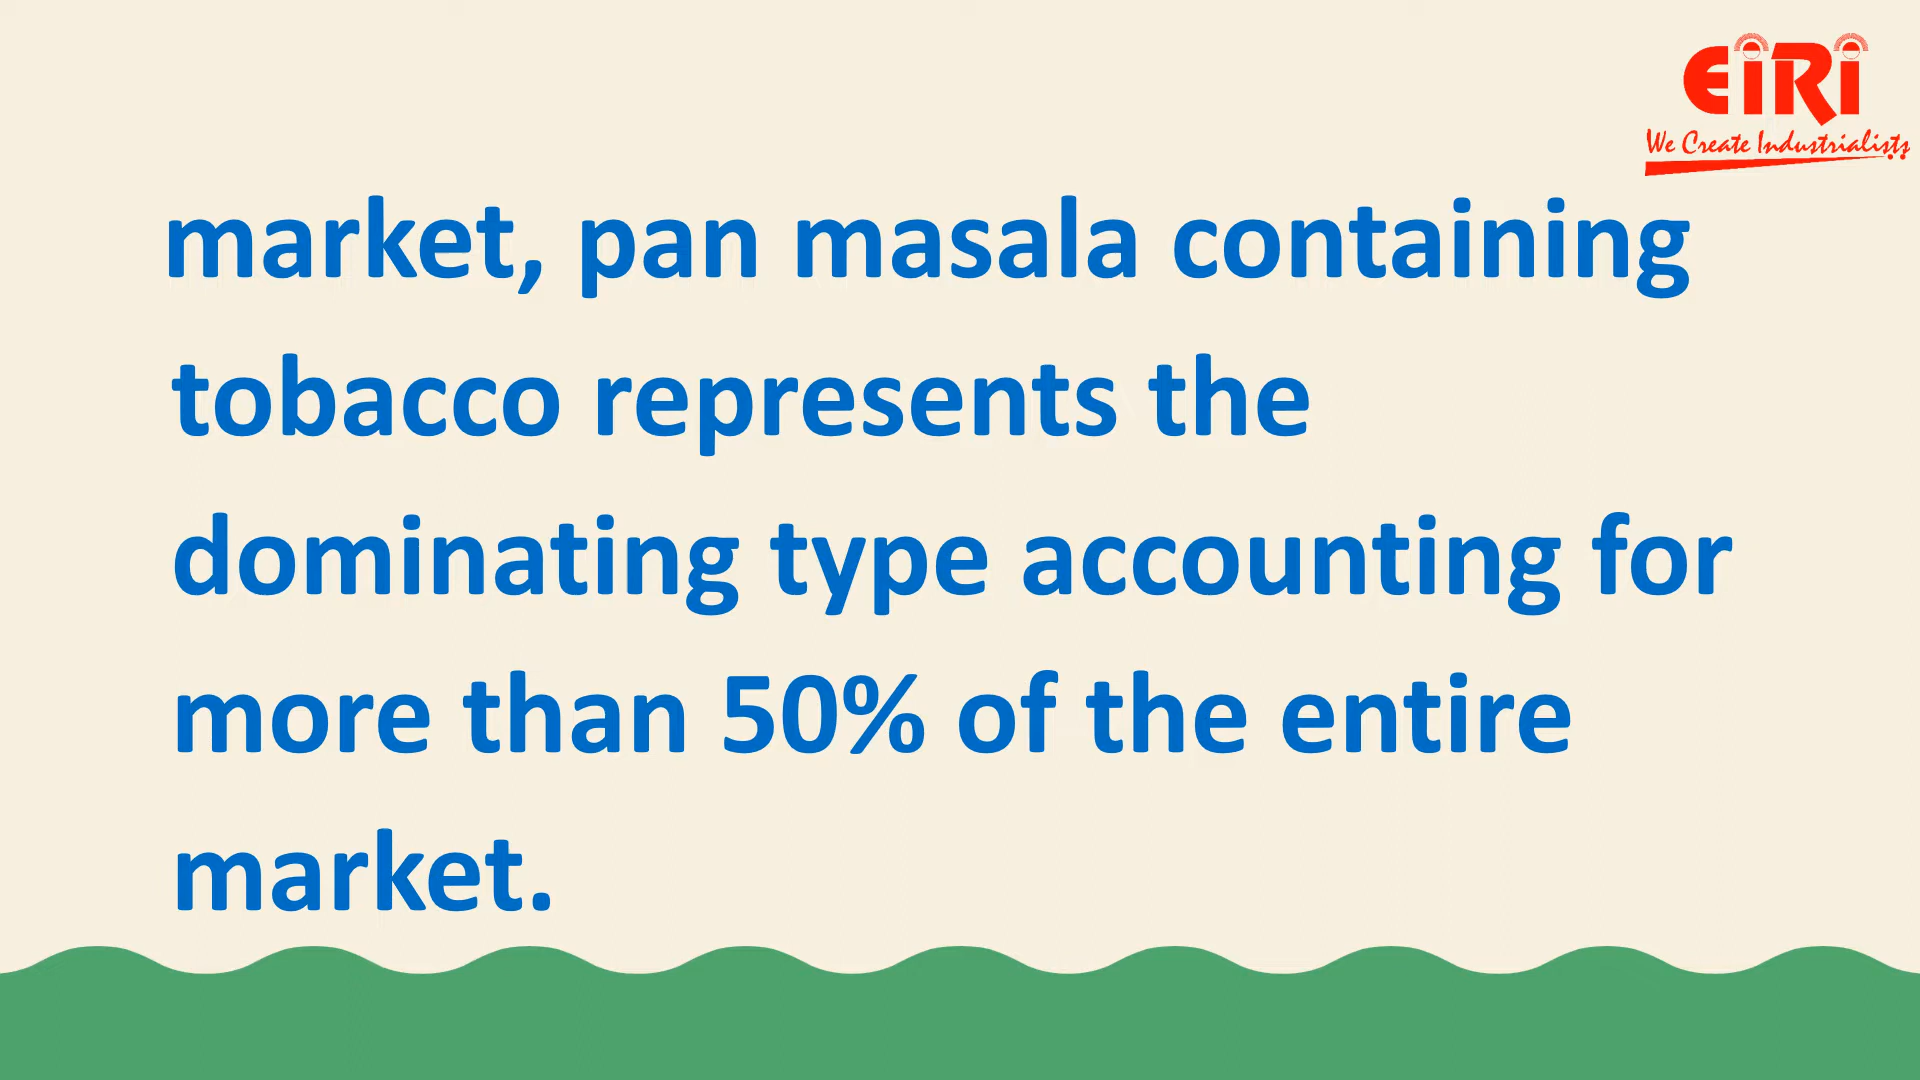 EiRi
We Create Industrialists
market, pan masala containing
tobacco represents the
dominating type accounting for
more than 50% of the entire
market.